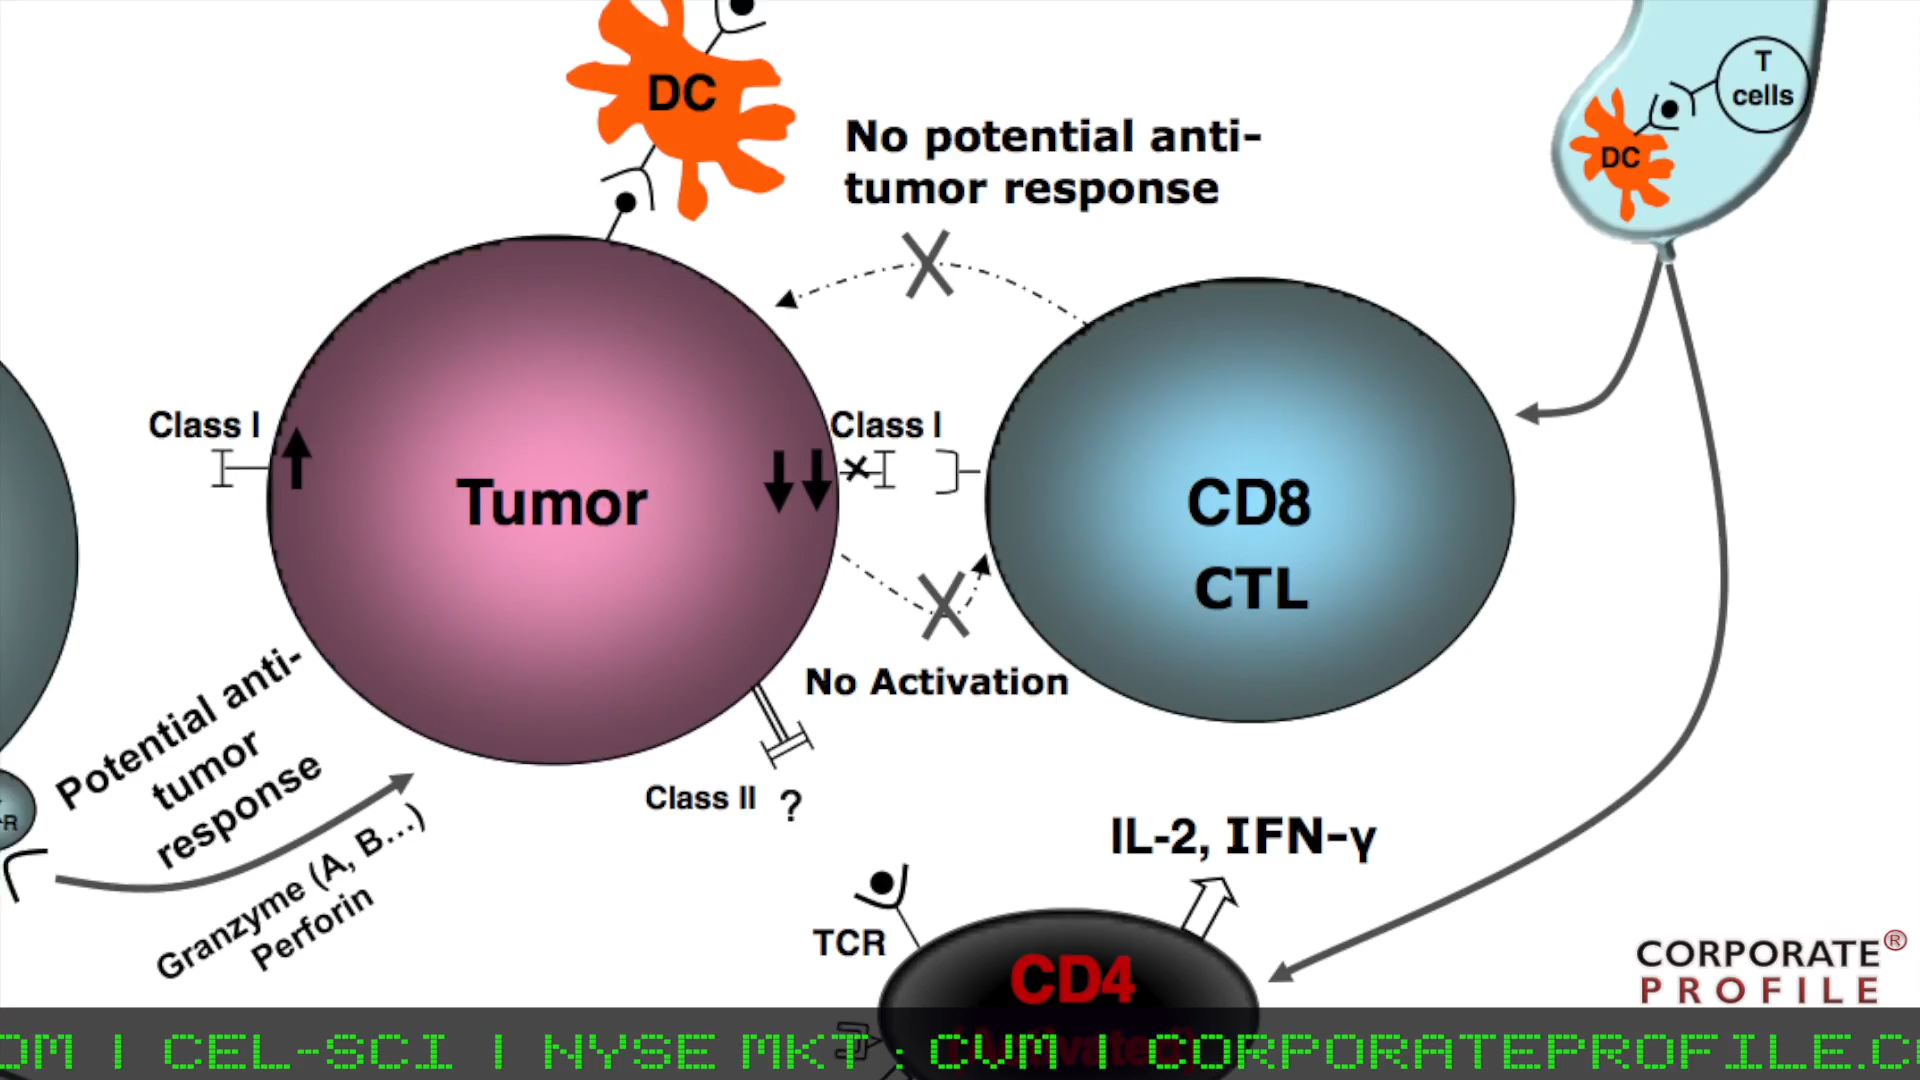 DC
No potential anti-
tumor response
T
cells
DC
Class I
Class I
Tumor
CD8
CTL
No Activation
Potential anti-
tumor
response
Class II ?
IL-2, IFN-γ
Granzyme (A, B...)
Perforin
R
TCR
CD4
CORPORATE®
PROFILE
OM | CEL-SCI | NYSE MKT: CVM | CORPORATEPROFILE.C